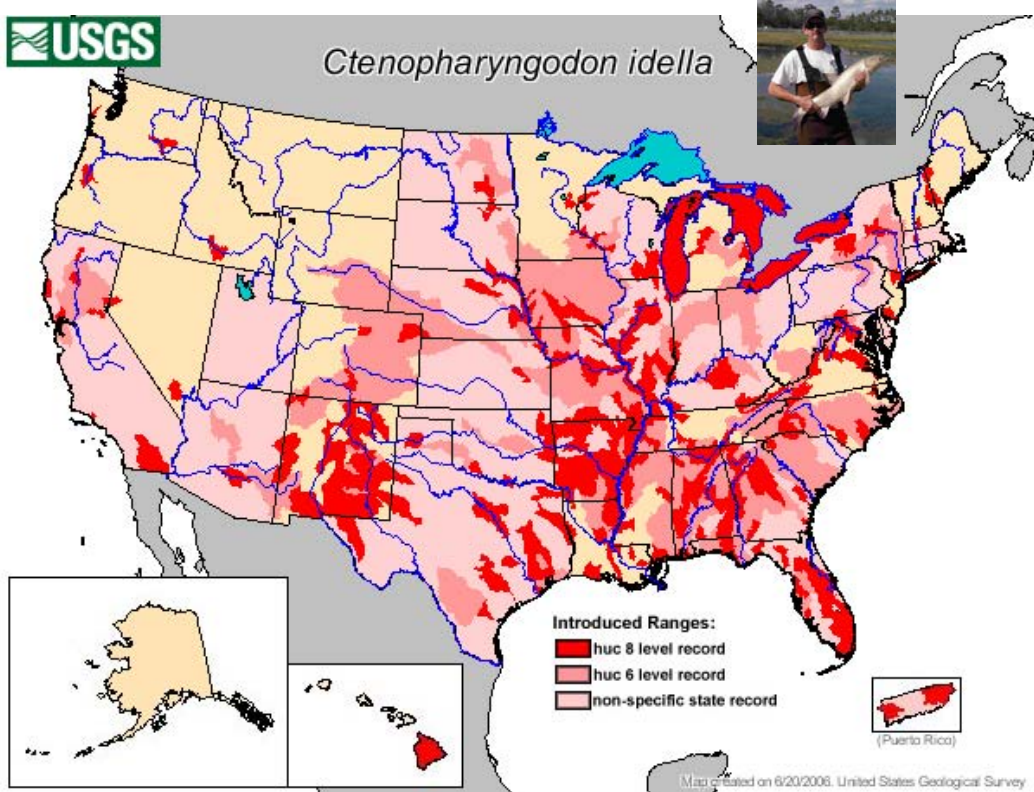 USGS
Ctenopharyngodon idella
Introduced Ranges:
huc 8 level record
huc 6 level record
non-specific state record
(Puerto Rico)
Map created on 6/20/2006. United States Geological Survey